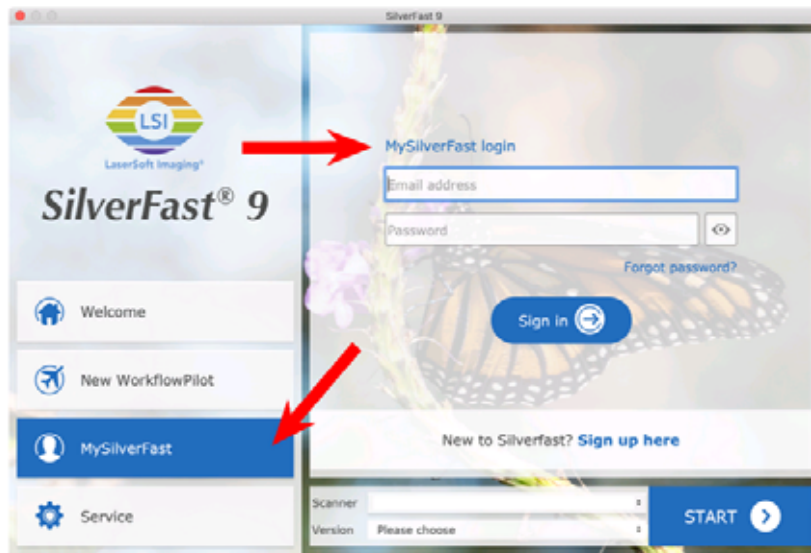 SilverFast 9
LSI
LaserSoft Imaging®
SilverFast® 9
Welcome
New WorkflowPilot
MySilverFast
Service
MySilverFast login
Email address
Password
Forgot password?
Sign in
New to Silverfast? Sign up here
Scanner
Version Please choose
START